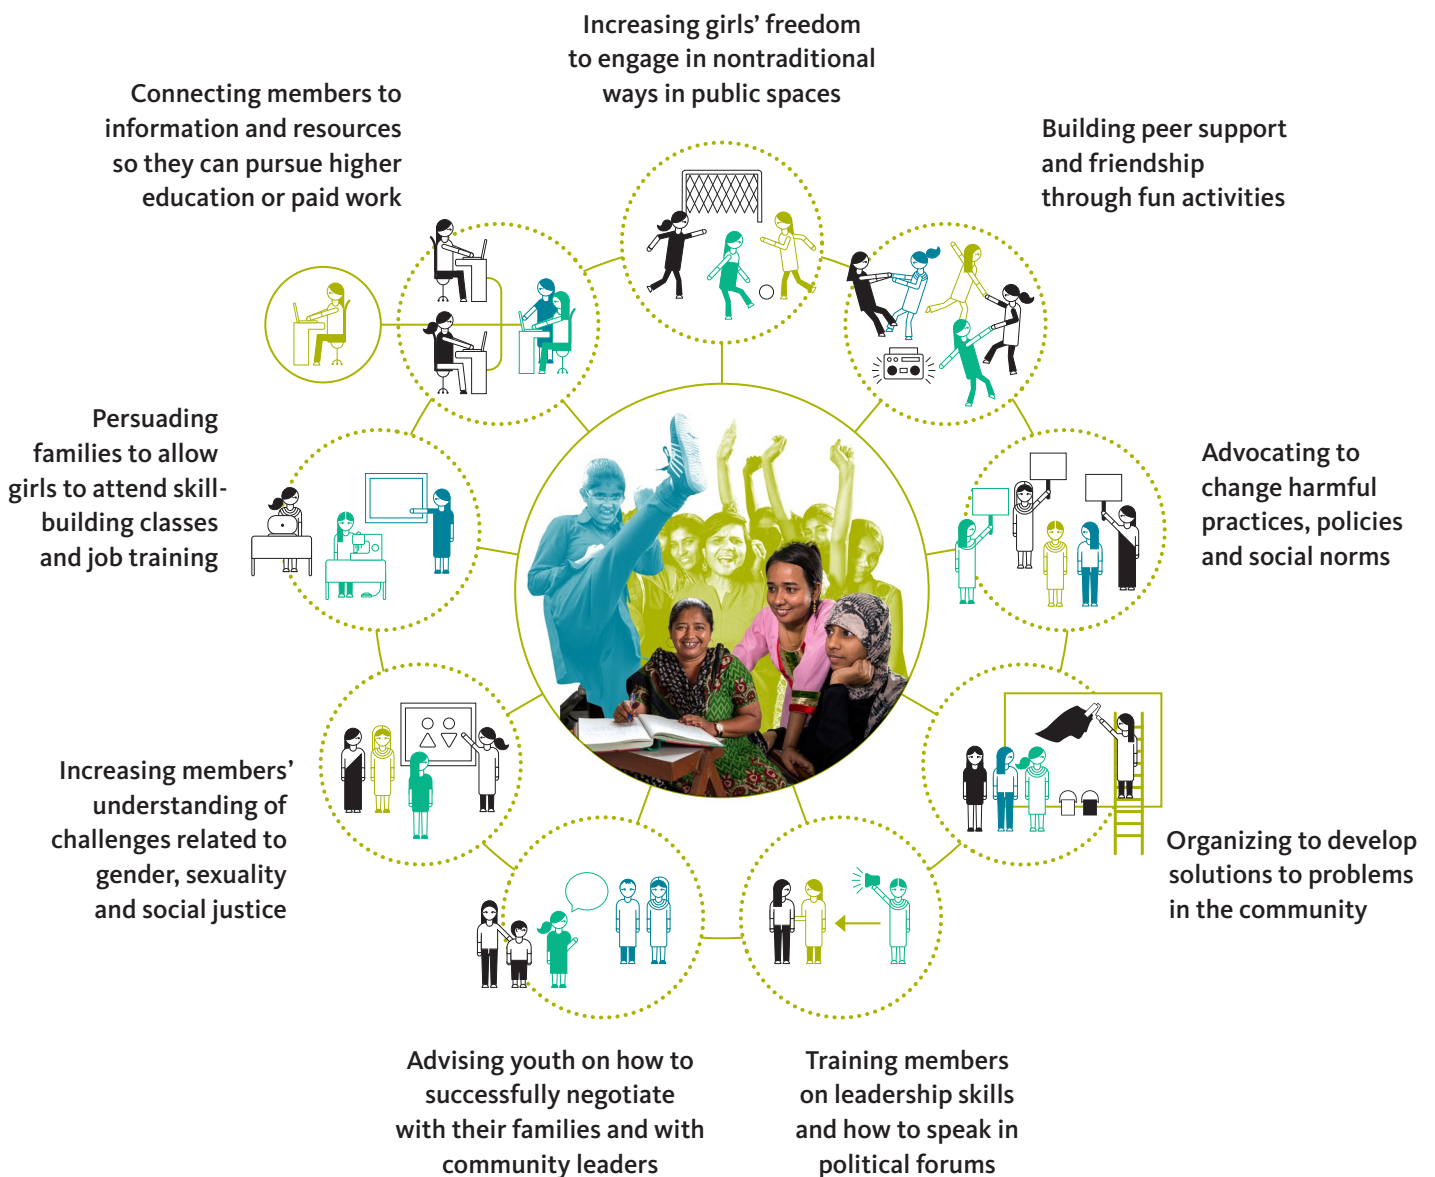 Increasing girls’ freedom
to engage in nontraditional
ways in public spaces
Building peer support
and friendship
through fun activities
Advocating to
change harmful
practices, policies
and social norms
Organizing to develop
solutions to problems
in the community
Training members
on leadership skills
and how to speak in
political forums
Advising youth on how to
successfully negotiate
with their families and with
community leaders
Increasing members’
understanding of
challenges related to
gender, sexuality
and social justice
Persuading
families to allow
girls to attend skill-
building classes
and job training
Connecting members to
information and resources
so they can pursue higher
education or paid work